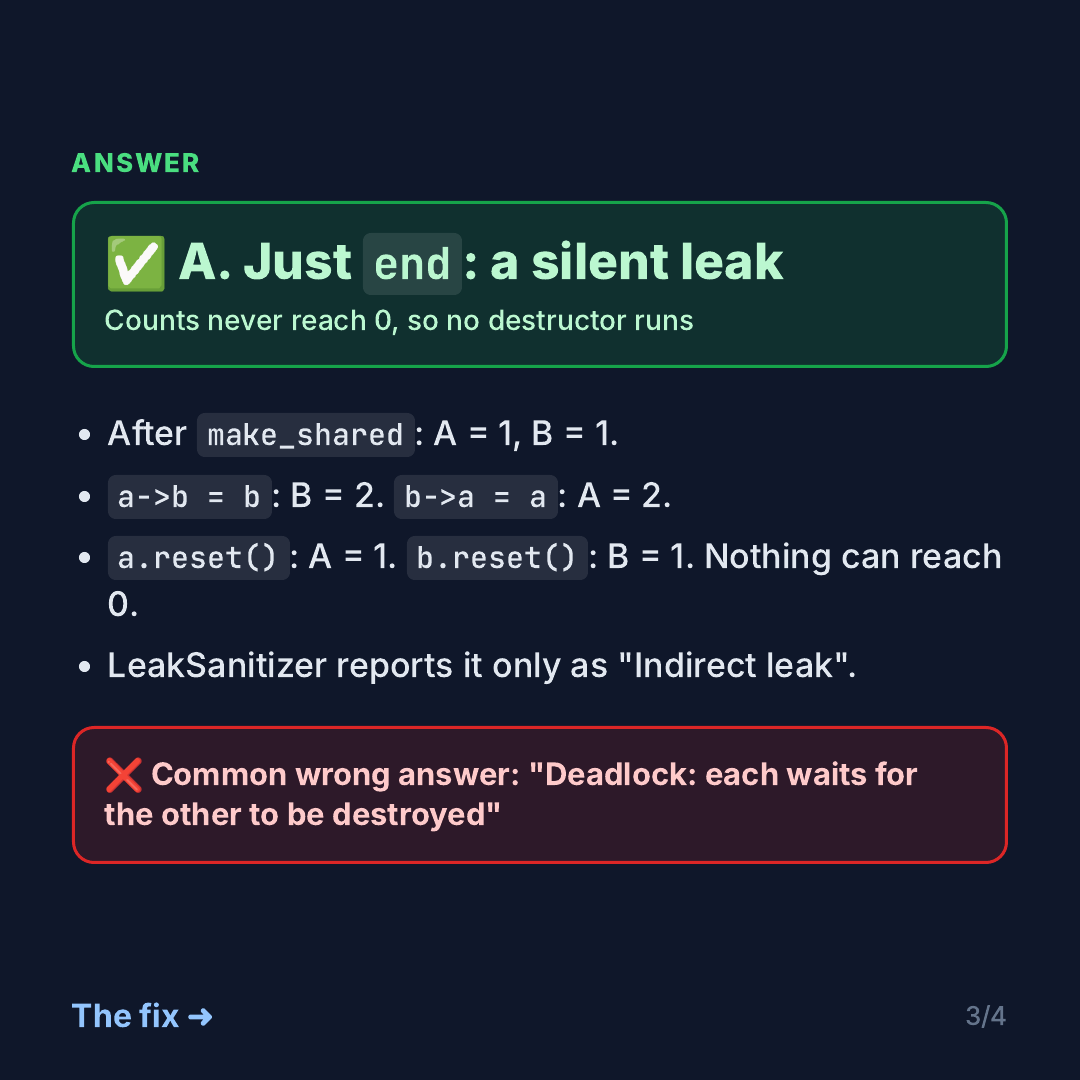 ANSWER
✅ A. Just end: a silent leak
Counts never reach 0, so no destructor runs
• After make_shared: A = 1, B = 1.
• a->b = b: B = 2. b->a = a: A = 2.
• a.reset(): A = 1. b.reset(): B = 1. Nothing can reach
0.
• LeakSanitizer reports it only as "Indirect leak".
❌ Common wrong answer: "Deadlock: each waits for
the other to be destroyed"
The fix ➜
3/4